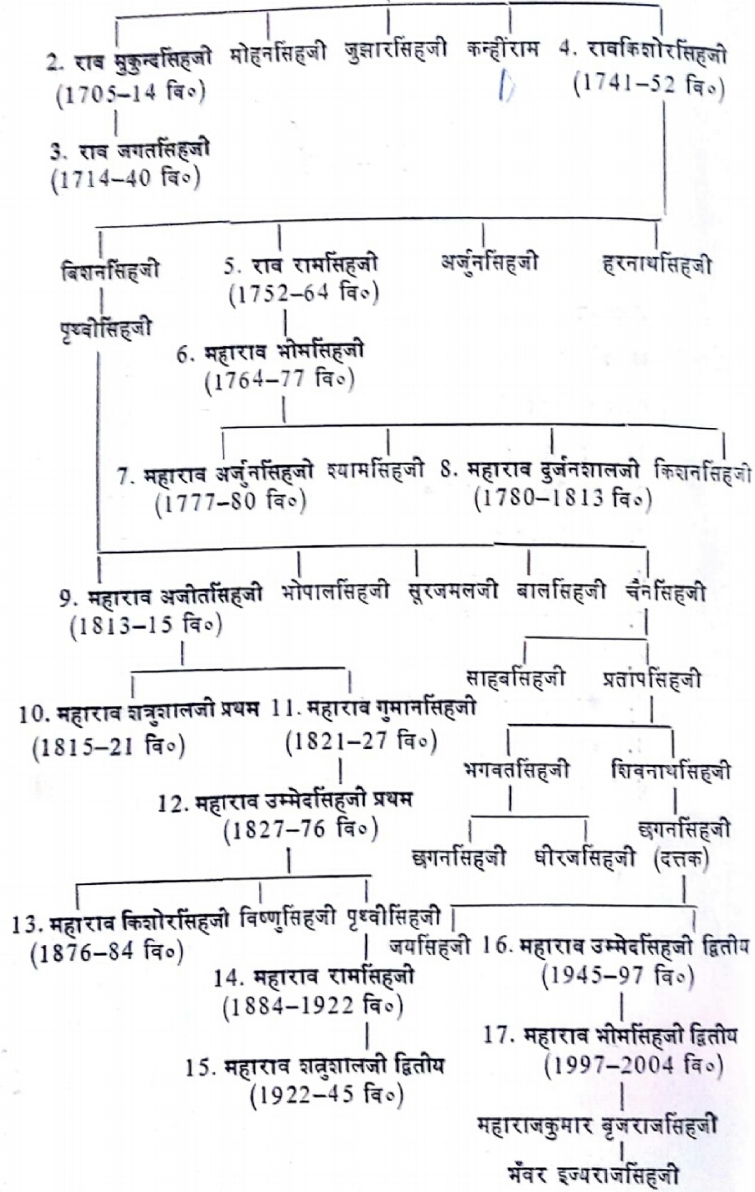 2. राव मुकुन्दसिंहजी मोहनसिंहजी जुझारसिंहजी कन्हींराम 4. रावकिशोरसिंहजी
(1705–14 वि०) (1741–52 वि०)
3. राव जगतसिंहजी
(1714–40 वि०)
बिशनसिंहजी 5. राव रामसिंहजी अर्जुनसिंहजी हरनाथसिंहजी
(1752–64 वि०)
पृथ्वीसिंहजी
6. महाराव भीमसिंहजी
(1764–77 वि०)
7. महाराव अर्जुनसिंहजी श्यामसिंहजी 8. महाराव दुर्जनशालजी किशनसिंहजी
(1777–80 वि०) (1780–1813 वि०)
9. महाराव अजीतसिंहजी भोपालसिंहजी सूरजमलजी बालसिंहजी चैनसिंहजी
(1813–15 वि०)
साहबसिंहजी प्रतापसिंहजी
10. महाराव शत्रुशालजी प्रथम 11. महाराव गुमानसिंहजी
(1815–21 वि०) (1821–27 वि०)
भगवतसिंहजी शिवनाथसिंहजी
12. महाराव उम्मेदसिंहजी प्रथम
(1827–76 वि०)
छगनसिंहजी
छगनसिंहजी धीरजसिंहजी (दत्तक)
13. महाराव किशोरसिंहजी विष्णुसिंहजी पृथ्वीसिंहजी
(1876–84 वि०)
जयसिंहजी 16. महाराव उम्मेदसिंहजी द्वितीय
(1945–97 वि०)
14. महाराव रामसिंहजी
(1884–1922 वि०)
17. महाराव भीमसिंहजी द्वितीय
(1997–2004 वि०)
15. महाराव शत्रुशालजी द्वितीय
(1922–45 वि०)
महाराजकुमार बृजराजसिंहजी
भँवर इज्यराजसिंहजी